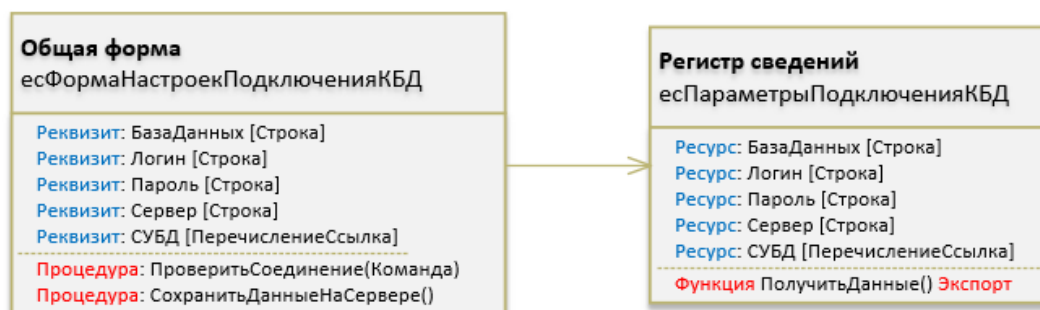 Общая форма
есФормаНастроекПодключенияКБД
Реквизит: БазаДанных [Строка]
Реквизит: Логин [Строка]
Реквизит: Пароль [Строка]
Реквизит: Сервер [Строка]
Реквизит: СУБД [ПеречислениеСсылка]
Процедура: ПроверитьСоединение(Команда)
Процедура: СохранитьДанныеНаСервере()
Регистр сведений
есПараметрыПодключенияКБД
Ресурс: БазаДанных [Строка]
Ресурс: Логин [Строка]
Ресурс: Пароль [Строка]
Ресурс: Сервер [Строка]
Ресурс: СУБД [ПеречислениеСсылка]
Функция ПолучитьДанные() Экспорт